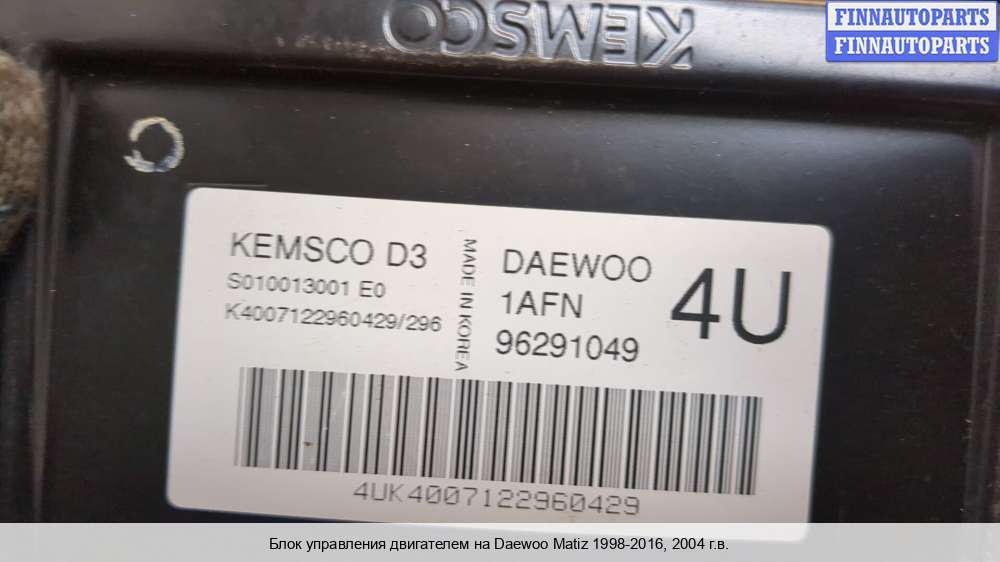 FINNAUTOPARTS
FINNAUTOPARTS
KEMSCO
KEMSCO D3
S010013001 E0
K4007122960429/296
MADE IN KOREA
DAEWOO
1AFN
96291049
4U
4UK4007122960429
Блок управления двигателем на Daewoo Matiz 1998-2016, 2004 г.в.